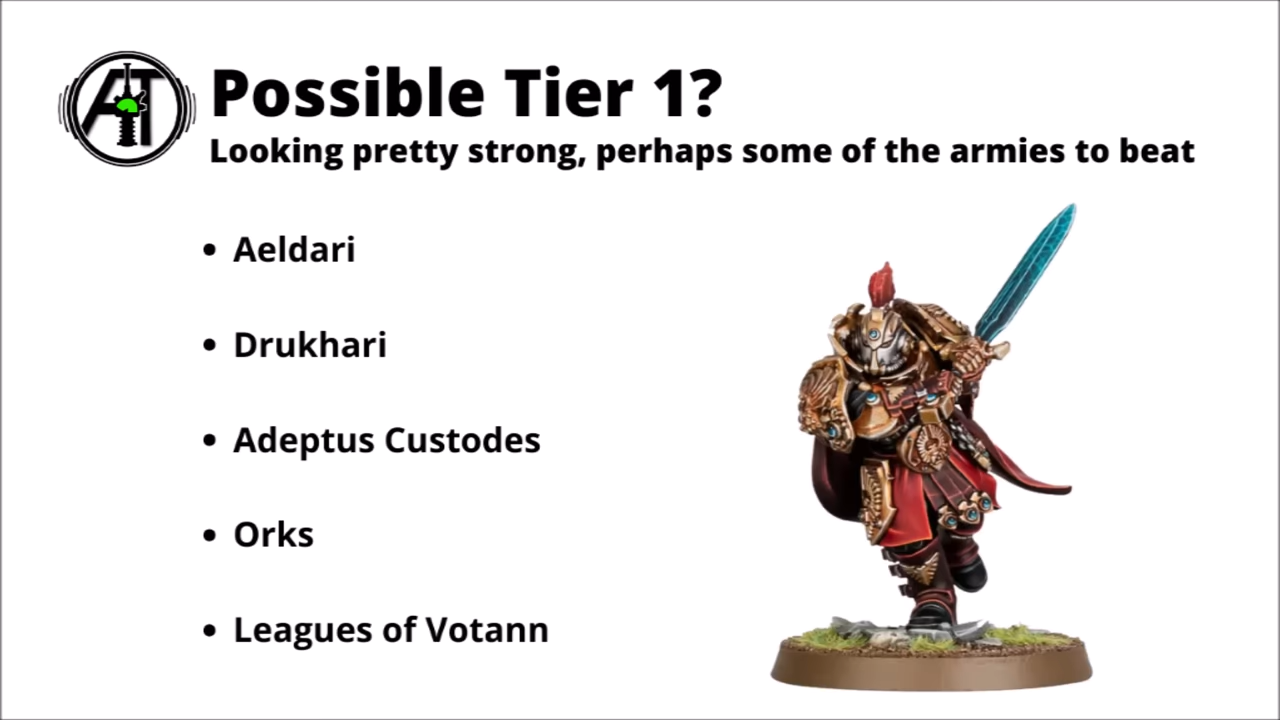 AT
Possible Tier 1?
Looking pretty strong, perhaps some of the armies to beat
• Aeldari
• Drukhari
• Adeptus Custodes
• Orks
• Leagues of Votann